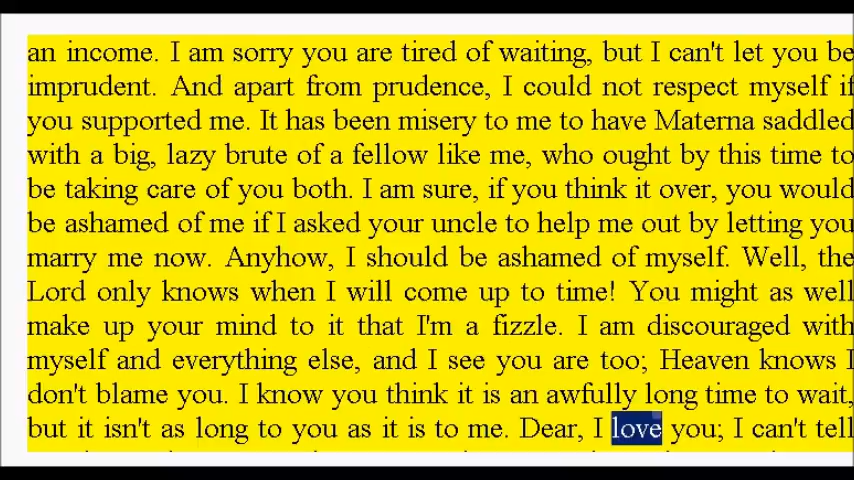 an income. I am sorry you are tired of waiting, but I can't let you be
imprudent. And apart from prudence, I could not respect myself if
you supported me. It has been misery to me to have Materna saddled
with a big, lazy brute of a fellow like me, who ought by this time to
be taking care of you both. I am sure, if you think it over, you would
be ashamed of me if I asked your uncle to help me out by letting you
marry me now. Anyhow, I should be ashamed of myself. Well, the
Lord only knows when I will come up to time! You might as well
make up your mind to it that I'm a fizzle. I am discouraged with
myself and everything else, and I see you are too; Heaven knows I
don't blame you. I know you think it is an awfully long time to wait,
but it isn't as long to you as it is to me. Dear, I love you; I can't tell